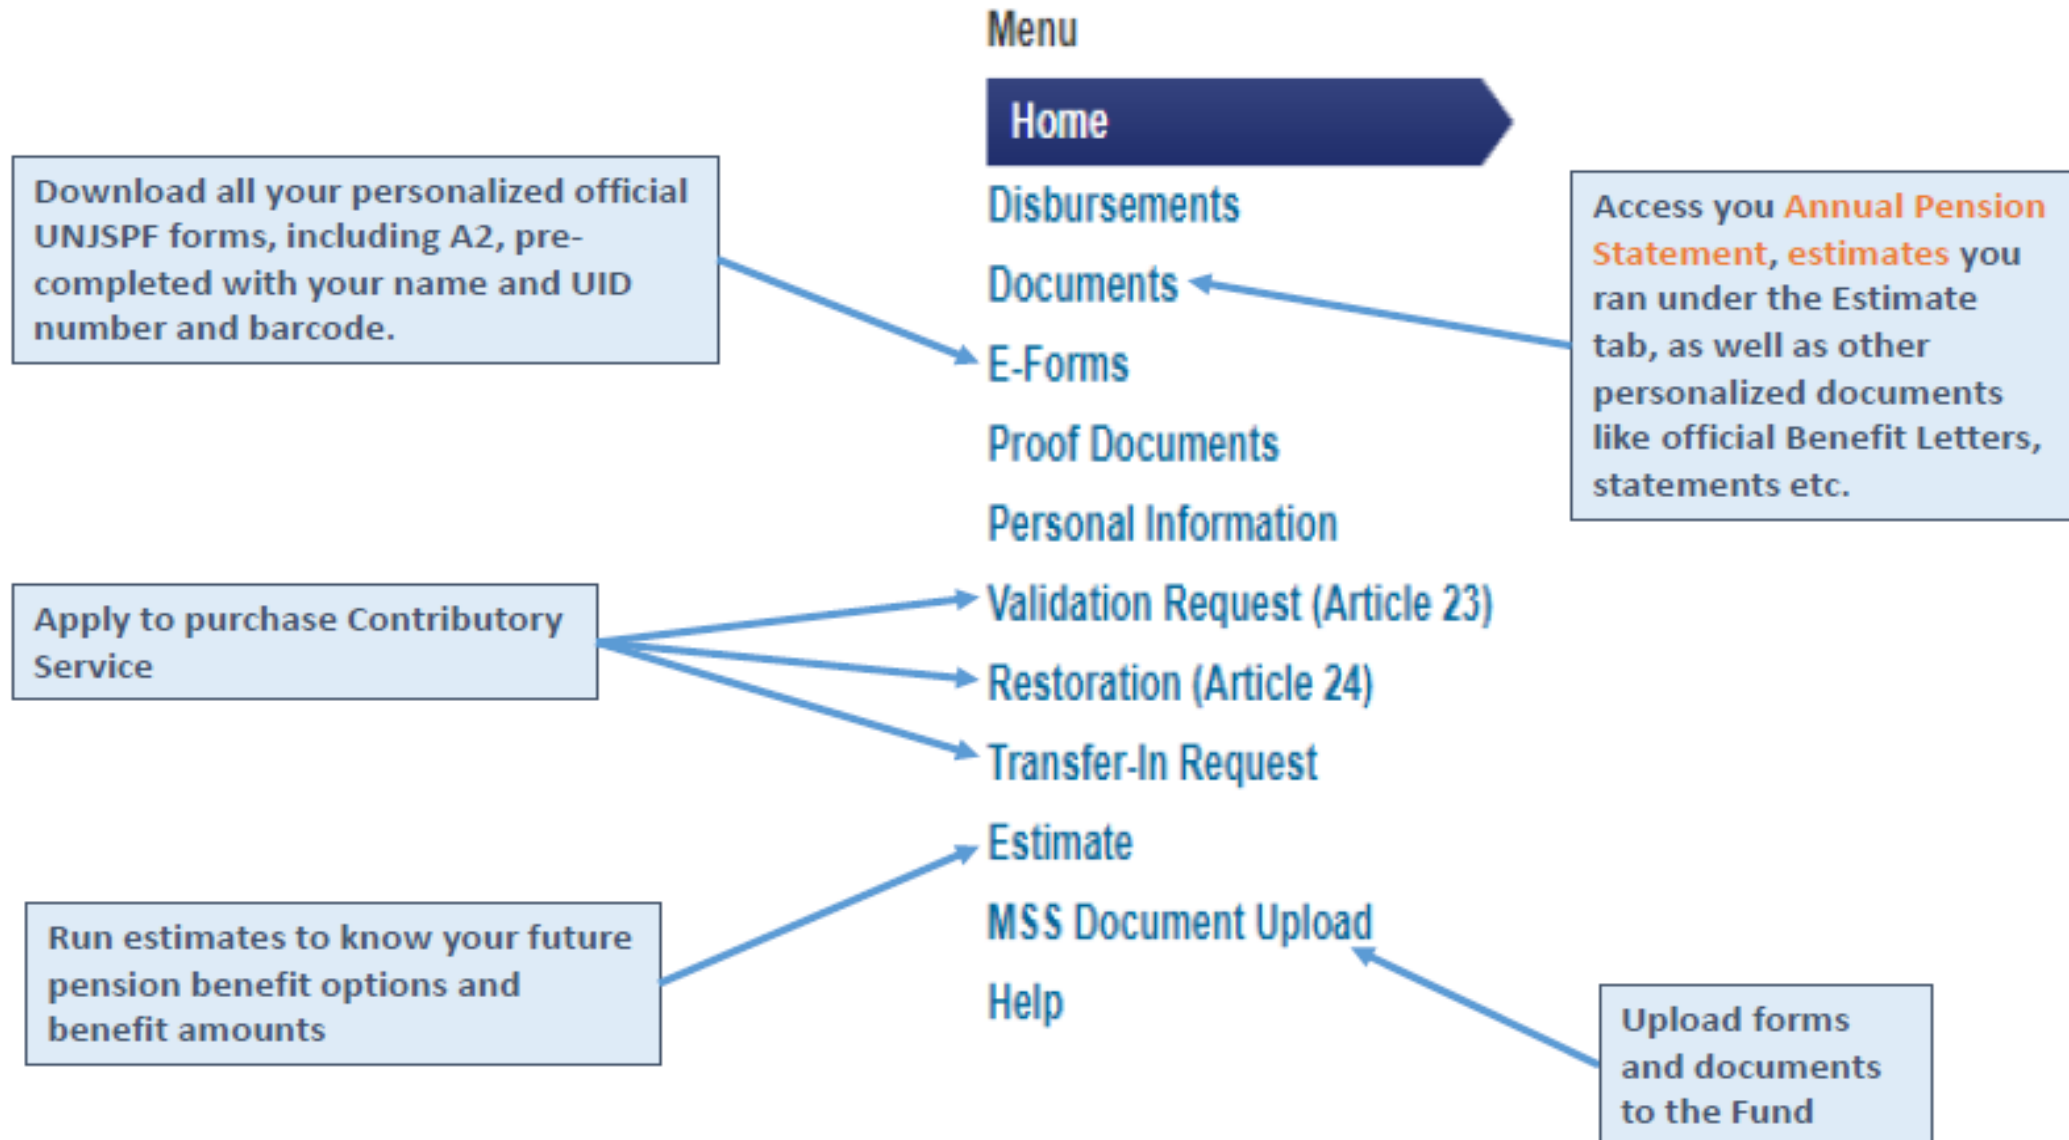 Menu
Home
Disbursements
Documents
E-Forms
Proof Documents
Personal Information
Validation Request (Article 23)
Restoration (Article 24)
Transfer-In Request
Estimate
MSS Document Upload
Help
Download all your personalized official
UNJSPF forms, including A2, pre-
completed with your name and UID
number and barcode.
Apply to purchase Contributory
Service
Run estimates to know your future
pension benefit options and
benefit amounts
Access you Annual Pension
Statement, estimates you
ran under the Estimate
tab, as well as other
personalized documents
like official Benefit Letters,
statements etc.
Upload forms
and documents
to the Fund